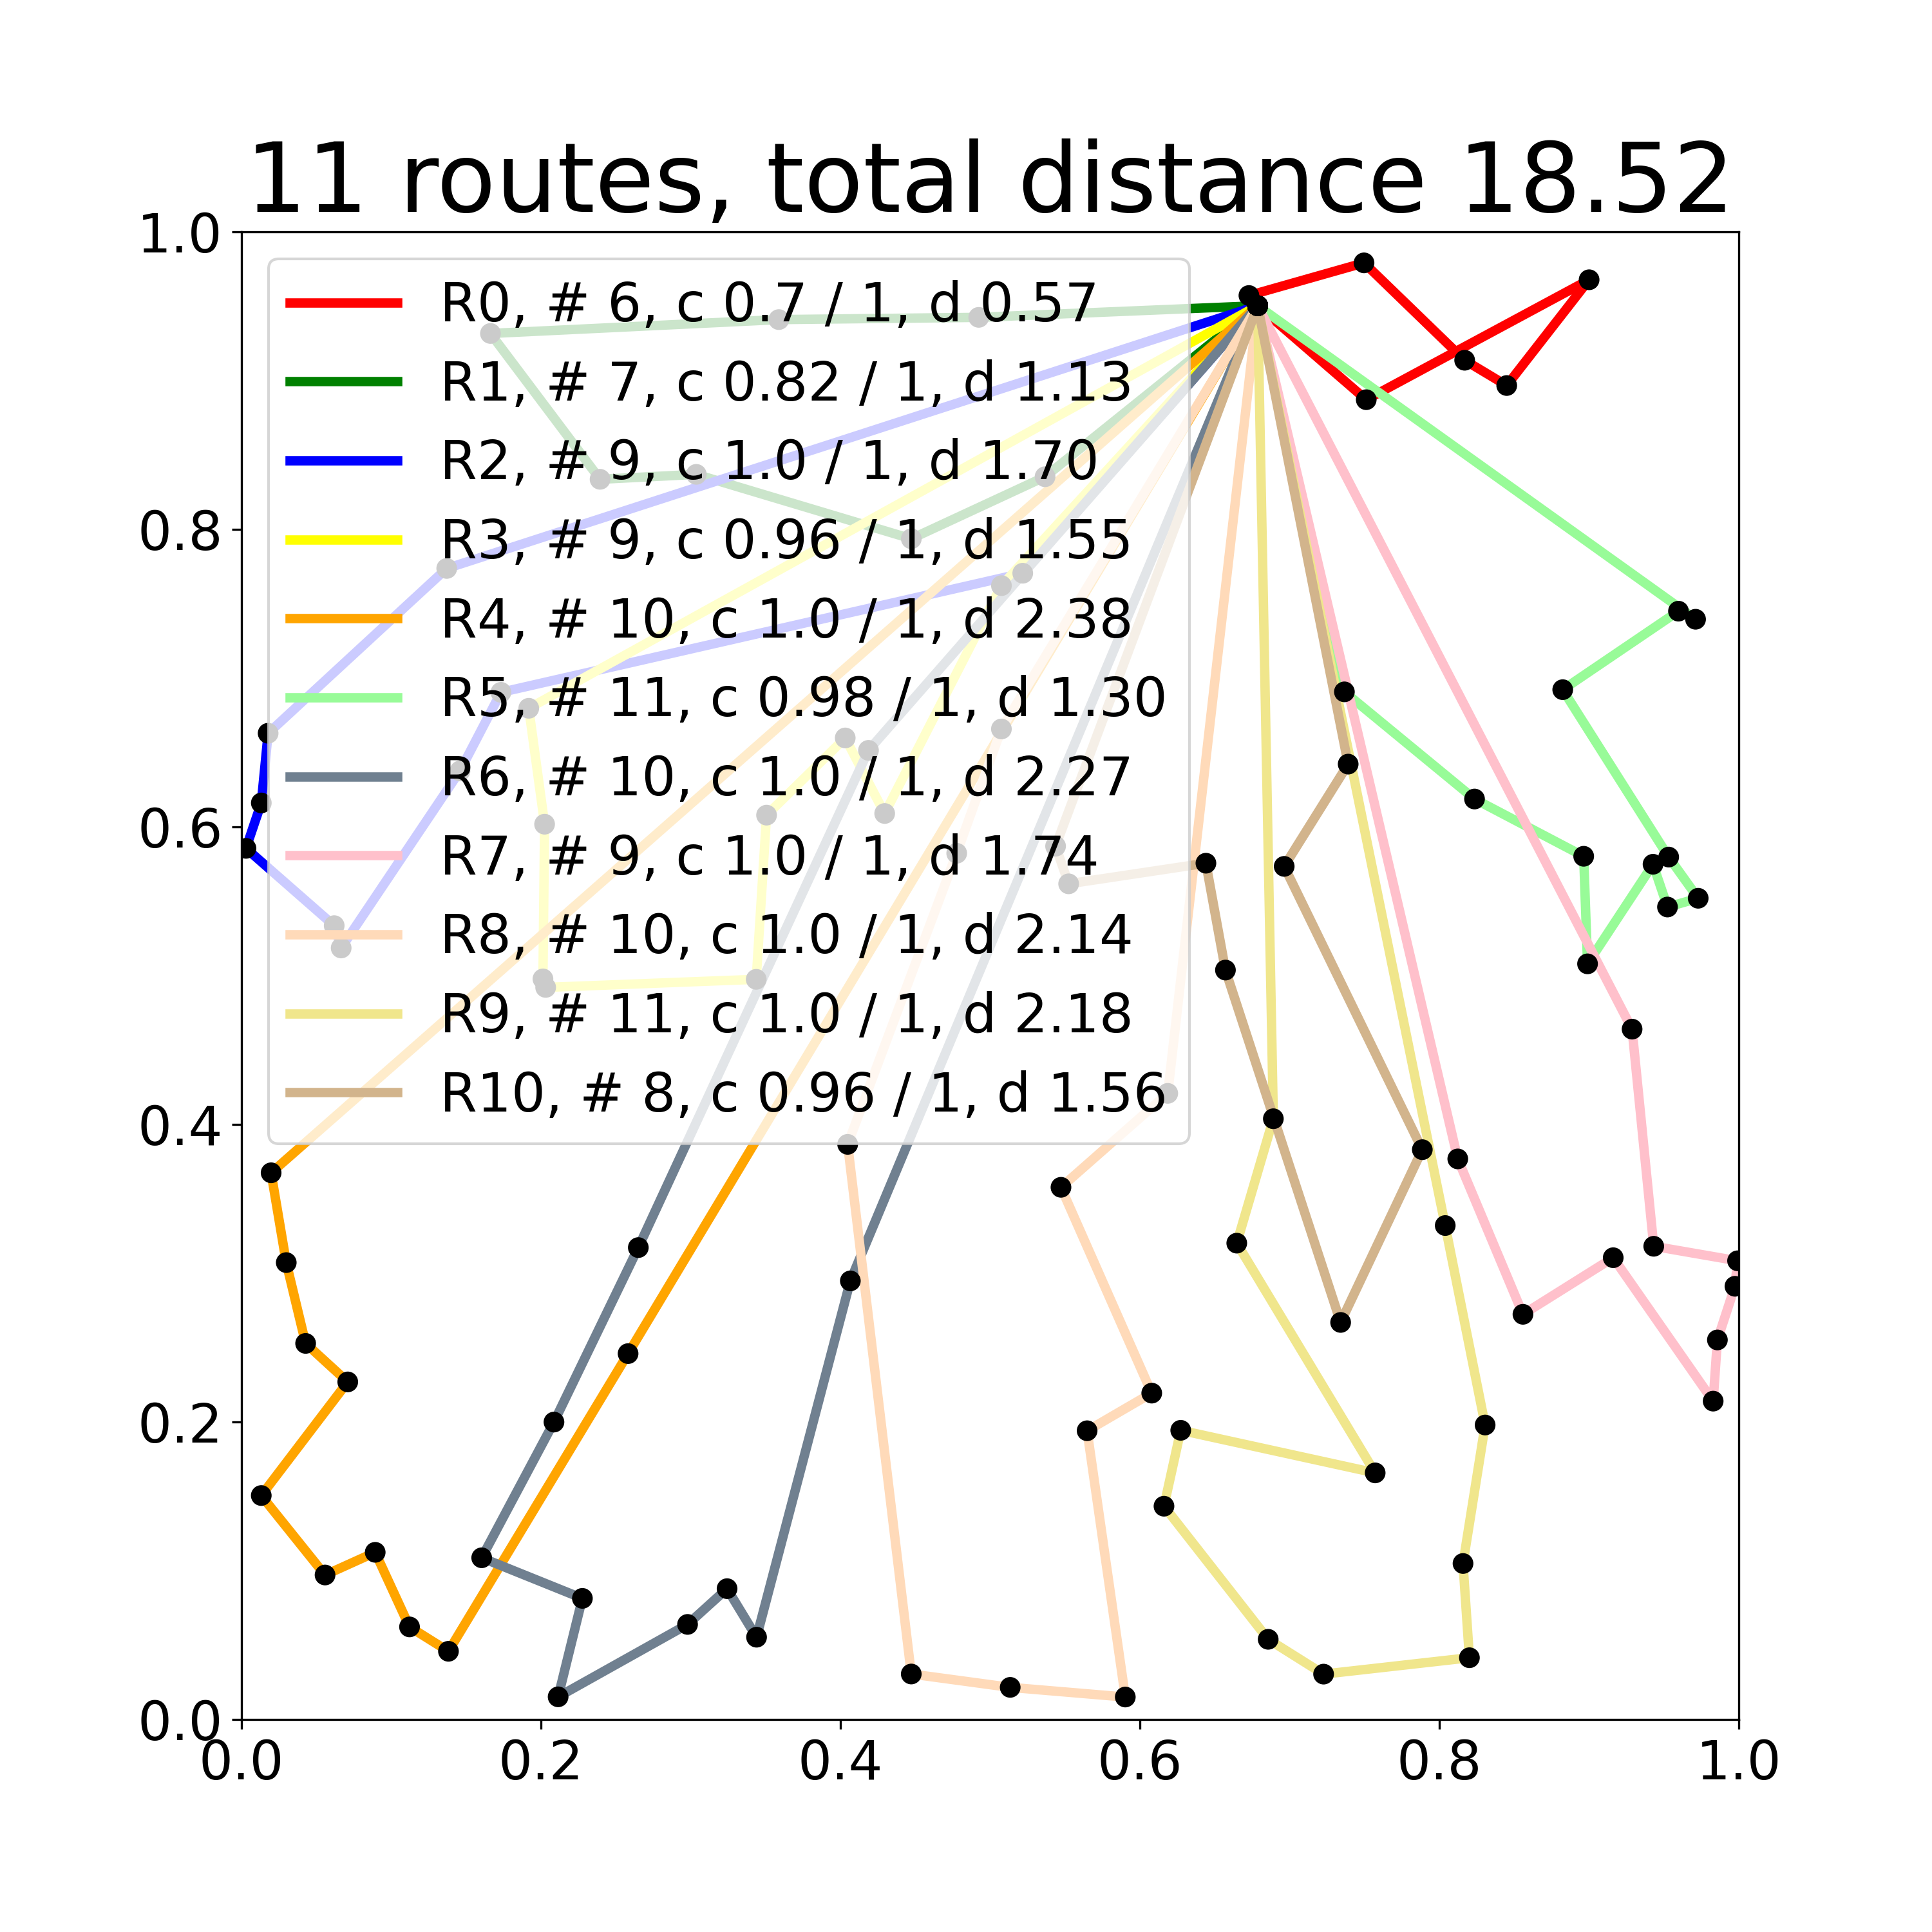 11 routes, total distance 18.52
1.0
0.8
0.6
0.4
0.2
0.0
R0, # 6, c 0.7 / 1, d 0.57
R1, # 7, c 0.82 / 1, d 1.13
R2, # 9, c 1.0 / 1, d 1.70
R3, # 9, c 0.96 / 1, d 1.55
R4, # 10, c 1.0 / 1, d 2.38
R5, # 11, c 0.98 / 1, d 1.30
R6, # 10, c 1.0 / 1, d 2.27
R7, # 9, c 1.0 / 1, d 1.74
R8, # 10, c 1.0 / 1, d 2.14
R9, # 11, c 1.0 / 1, d 2.18
R10, # 8, c 0.96 / 1, d 1.56
0.0 0.2 0.4 0.6 0.8 1.0